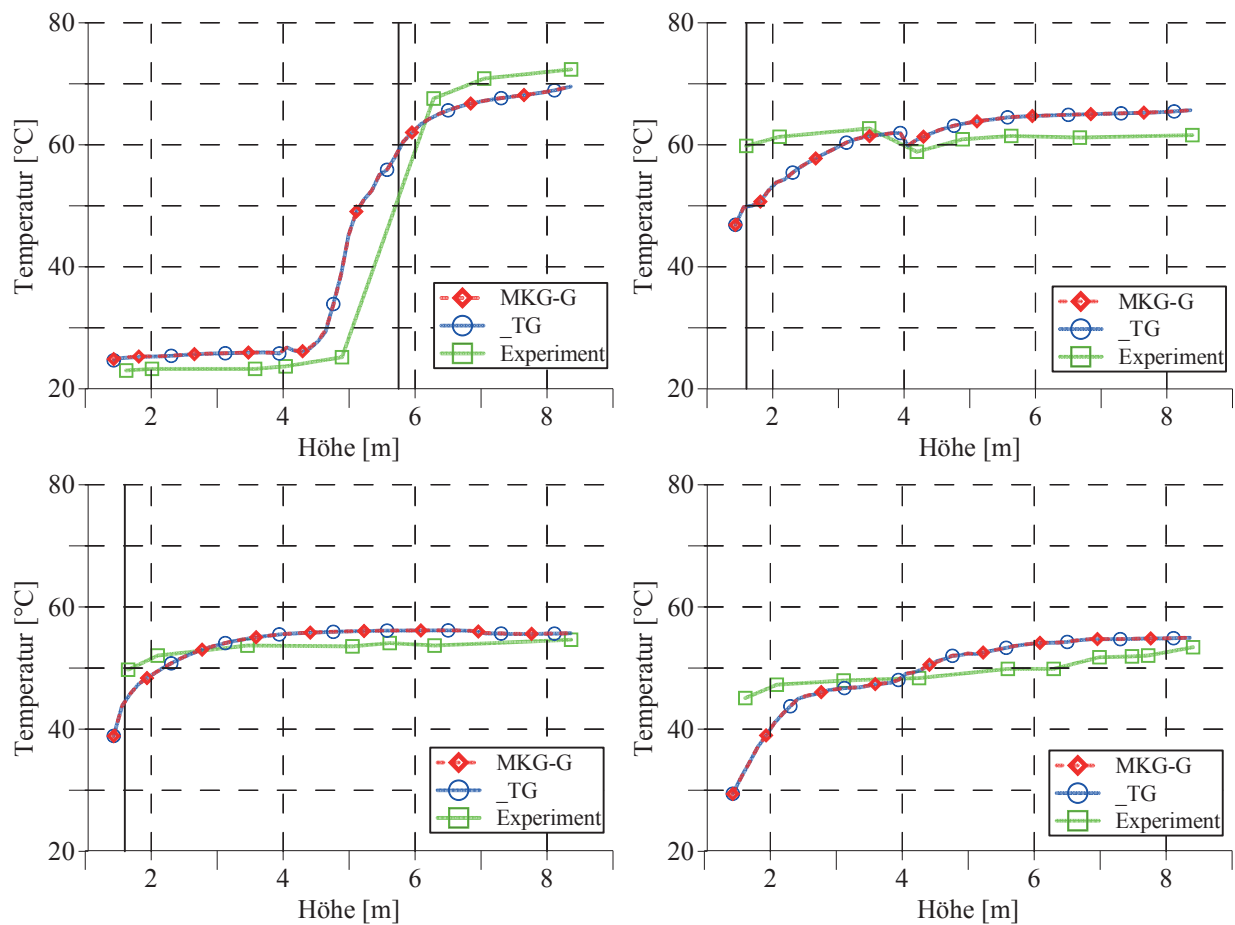 80
60
40
20
Temperatur [°C]
2
4
6
8
Höhe [m]
MKG-G
_TG
Experiment
80
60
40
20
Temperatur [°C]
2
4
6
8
Höhe [m]
MKG-G
_TG
Experiment
80
60
40
20
Temperatur [°C]
2
4
6
8
Höhe [m]
MKG-G
_TG
Experiment
80
60
40
20
Temperatur [°C]
2
4
6
8
Höhe [m]
MKG-G
_TG
Experiment